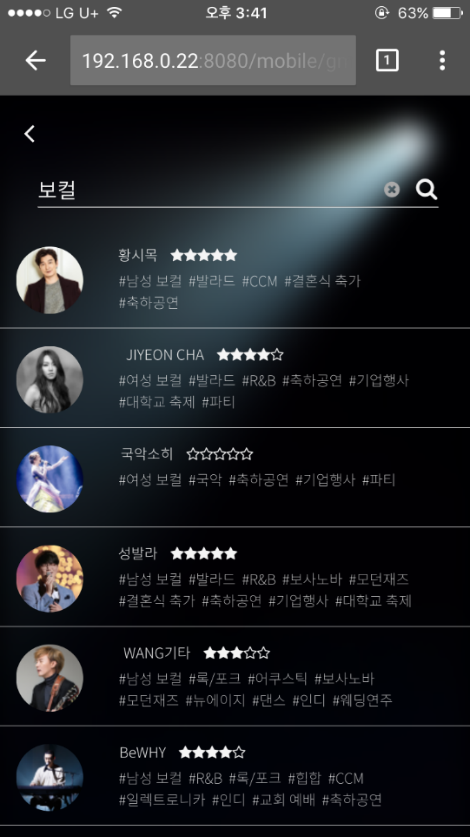 LG U+ 오후 3:41 63%
192.168.0.22:8080/mobile/g 1
보컬
황시목 ★★★★★
#남성 보컬 #발라드 #CCM #결혼식 축가
#축하공연
JIYEON CHA ★★★★☆
#여성 보컬 #발라드 #R&B #축하공연 #기업행사
#대학교 축제 #파티
국악소히 ☆☆☆☆☆
#여성 보컬 #국악 #축하공연 #기업행사 #파티
성발라 ★★★★★
#남성 보컬 #발라드 #R&B #보사노바 #모던재즈
#결혼식 축가 #축하공연 #기업행사 #대학교 축제
WANG기타 ★★★☆☆
#남성 보컬 #록/포크 #어쿠스틱 #보사노바
#모던재즈 #뉴에이지 #댄스 #인디 #웨딩연주
BeWHY ★★★★☆
#남성 보컬 #R&B #록/포크 #힙합 #CCM
#일렉트로니카 #인디 #교회 예배 #축하공연